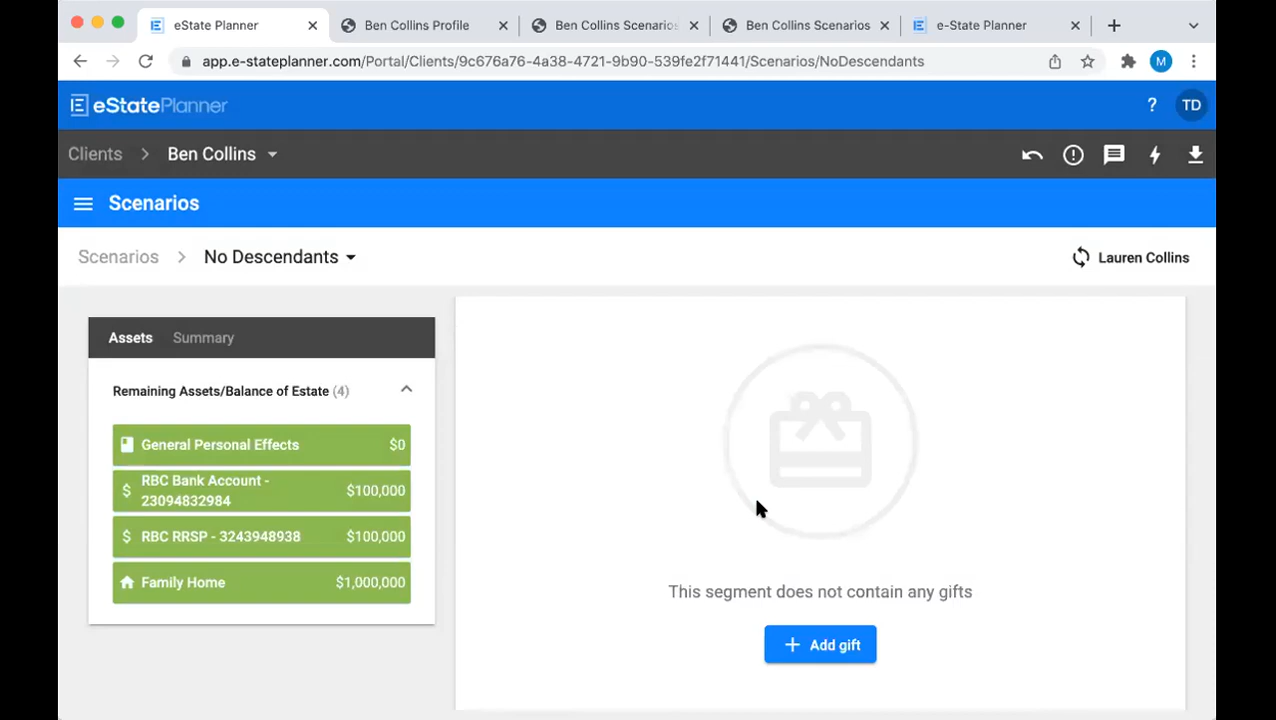 eState Planner
Ben Collins Profile
Ben Collins Scenarios
Ben Collins Scenarios
e-State Planner
app.e-stateplanner.com/Portal/Clients/9c676a76-4a38-4721-9b90-539fe2f71441/Scenarios/NoDescendants
M
eStatePlanner
?
TD
Clients
Ben Collins
Scenarios
Scenarios
No Descendants
Lauren Collins
Assets
Summary
Remaining Assets/Balance of Estate (4)
General Personal Effects $0
RBC Bank Account -
23094832984
$100,000
RBC RRSP - 3243948938 $100,000
Family Home $1,000,000
This segment does not contain any gifts
+ Add gift